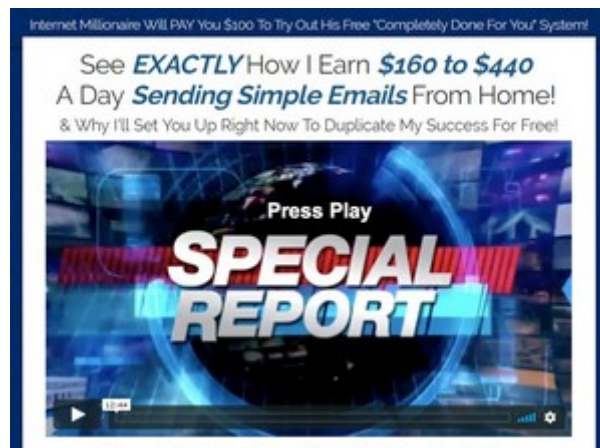 Internet Millionaire Will PAY You $100 To Try Out His Free "Completely Done For You" System!
See EXACTLY How I Earn $160 to $440
A Day Sending Simple Emails From Home!
& Why I'll Set You Up Right Now To Duplicate My Success For Free!
Press Play
SPECIAL
REPORT
12:44